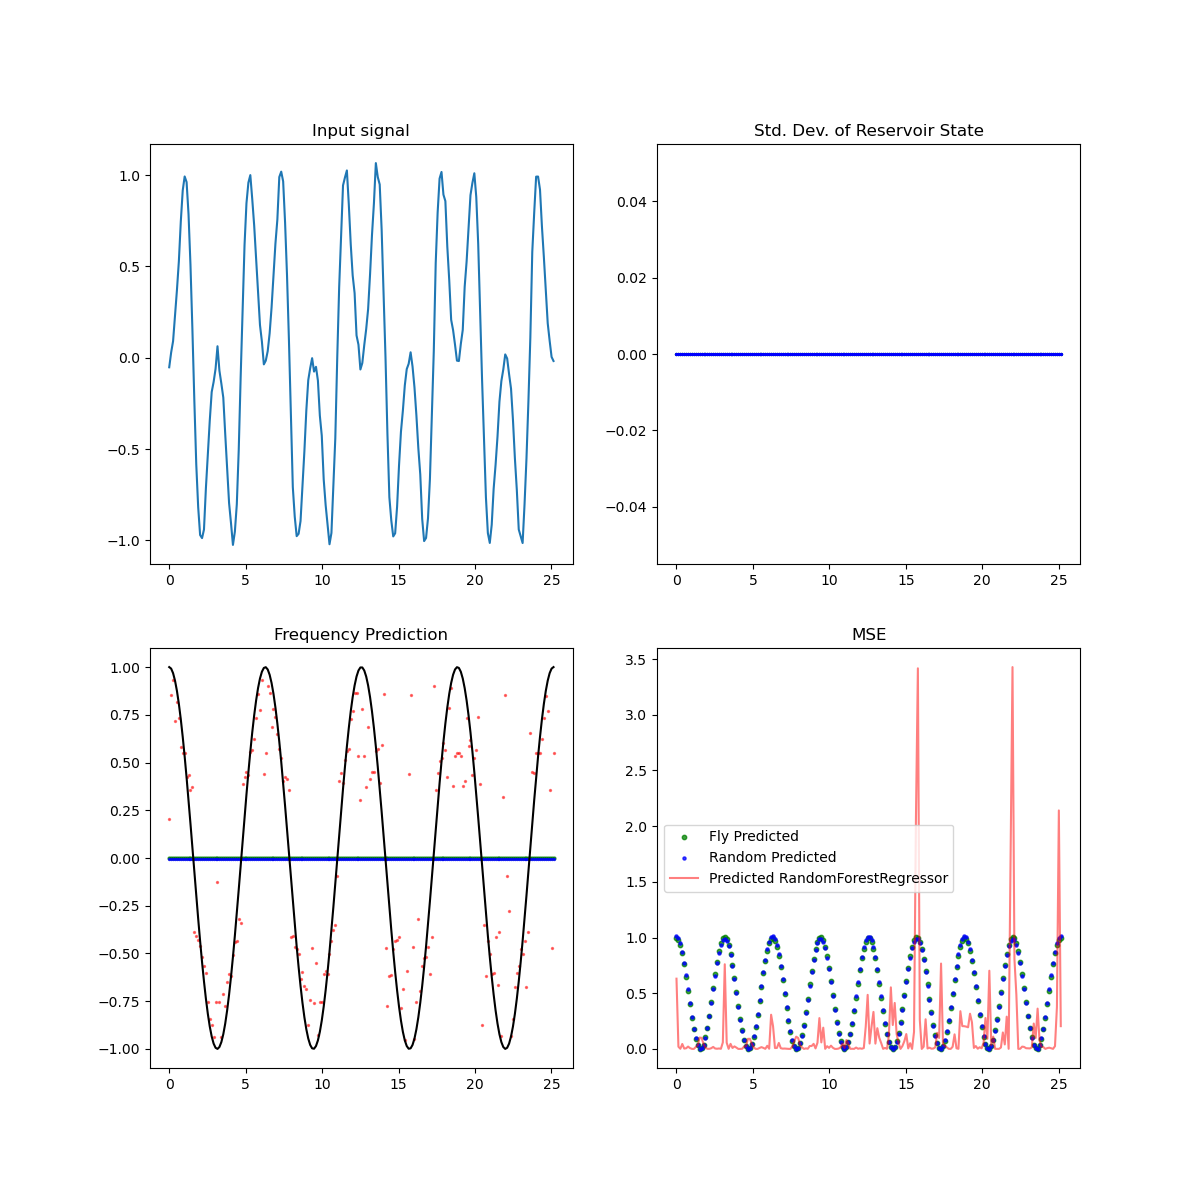 Input signal
1.0
0.5
0.0
−0.5
−1.0
0 5 10 15 20 25
Std. Dev. of Reservoir State
0.04
0.02
0.00
−0.02
−0.04
0 5 10 15 20 25
Frequency Prediction
1.00
0.75
0.50
0.25
0.00
−0.25
−0.50
−0.75
−1.00
0 5 10 15 20 25
MSE
3.5
3.0
2.5
2.0
1.5
1.0
0.5
0.0
Fly Predicted
Random Predicted
Predicted RandomForestRegressor
0 5 10 15 20 25